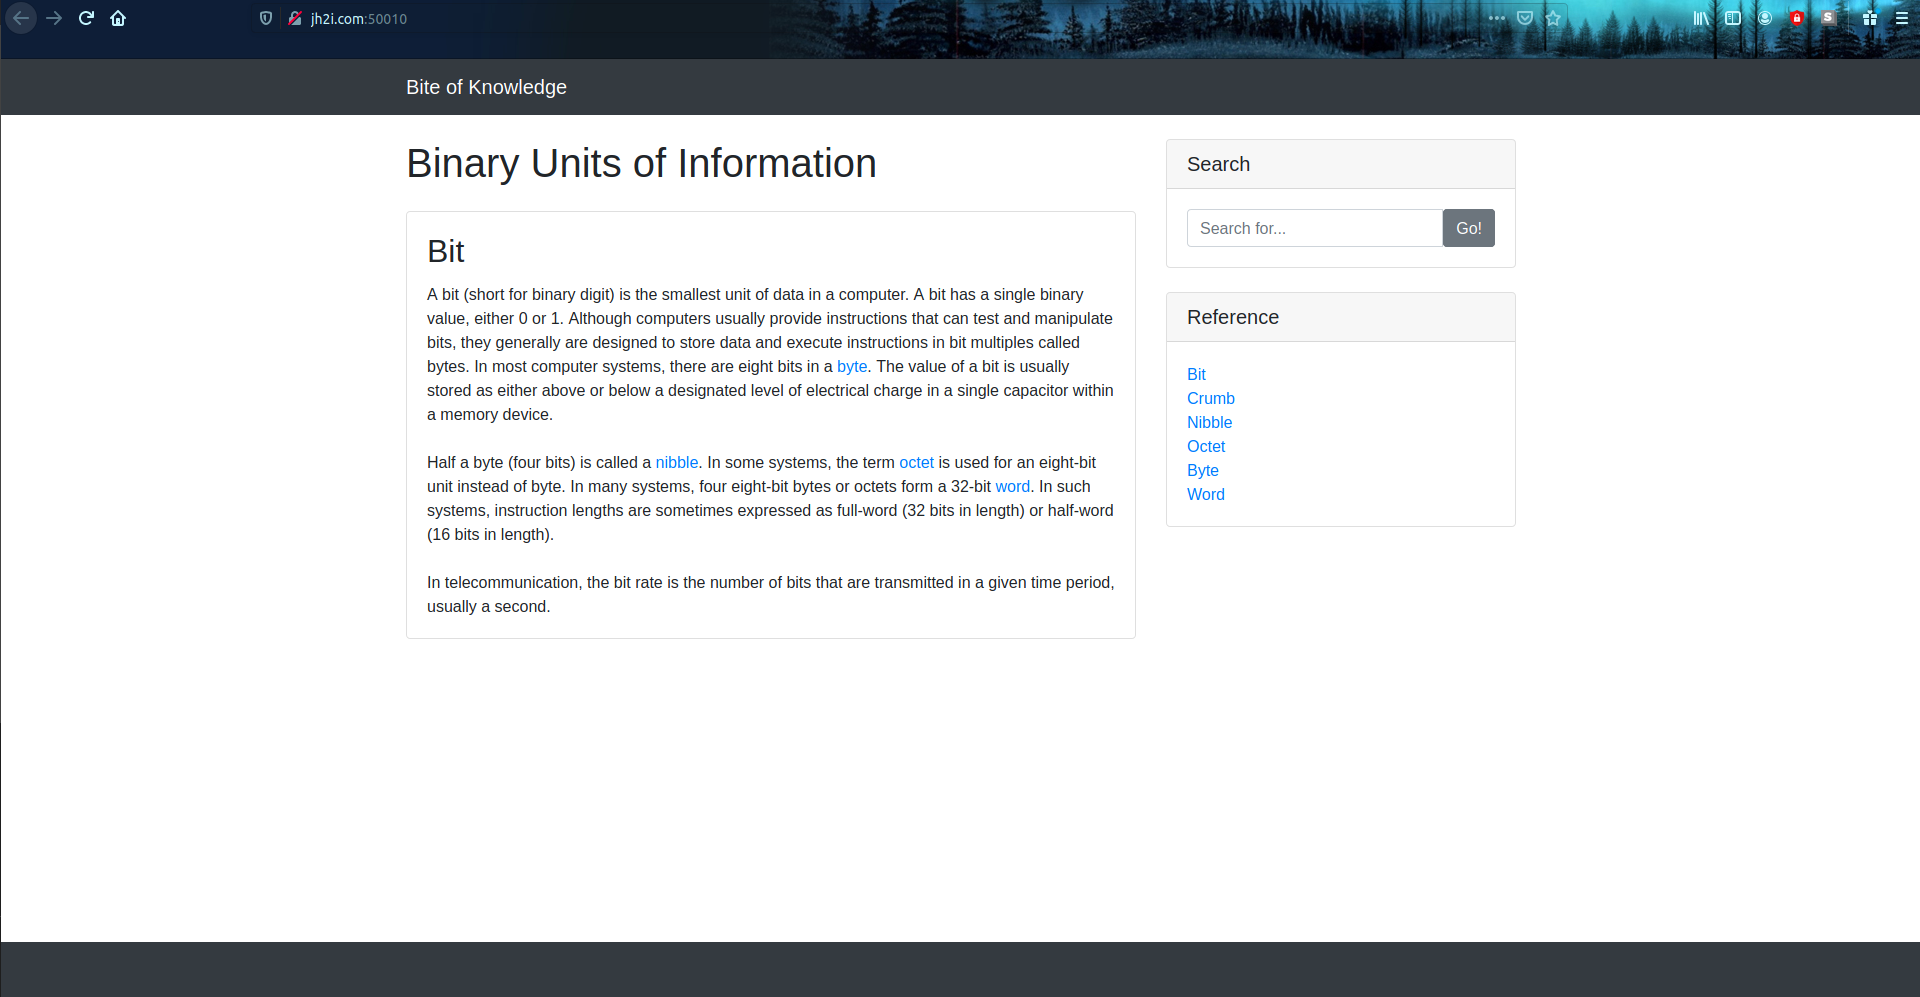 jh2i.com:50010
S
Bite of Knowledge
Binary Units of Information
Bit
A bit (short for binary digit) is the smallest unit of data in a computer. A bit has a single binary
value, either 0 or 1. Although computers usually provide instructions that can test and manipulate
bits, they generally are designed to store data and execute instructions in bit multiples called
bytes. In most computer systems, there are eight bits in a byte. The value of a bit is usually
stored as either above or below a designated level of electrical charge in a single capacitor within
a memory device.
Half a byte (four bits) is called a nibble. In some systems, the term octet is used for an eight-bit
unit instead of byte. In many systems, four eight-bit bytes or octets form a 32-bit word. In such
systems, instruction lengths are sometimes expressed as full-word (32 bits in length) or half-word
(16 bits in length).
In telecommunication, the bit rate is the number of bits that are transmitted in a given time period,
usually a second.
Search
Search for...
Go!
Reference
Bit
Crumb
Nibble
Octet
Byte
Word